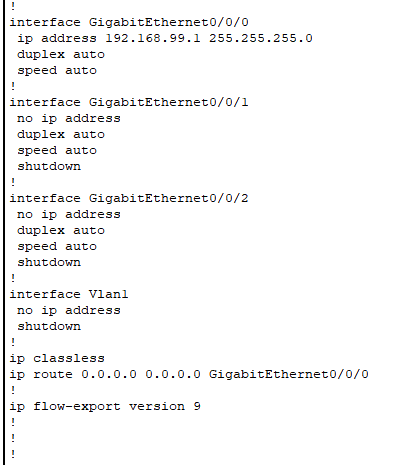 !
interface GigabitEthernet0/0/0
 ip address 192.168.99.1 255.255.255.0
 duplex auto
 speed auto
!
interface GigabitEthernet0/0/1
 no ip address
 duplex auto
 speed auto
 shutdown
!
interface GigabitEthernet0/0/2
 no ip address
 duplex auto
 speed auto
 shutdown
!
interface Vlan1
 no ip address
 shutdown
!
ip classless
ip route 0.0.0.0 0.0.0.0 GigabitEthernet0/0/0
!
ip flow-export version 9
!
!
!